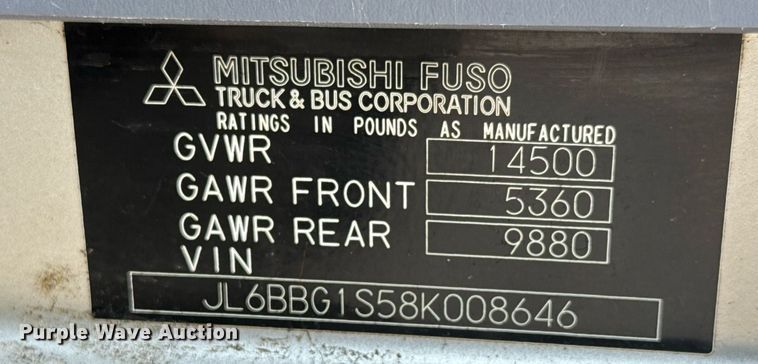 MITSUBISHI FUSO
TRUCK & BUS CORPORATION
RATINGS IN POUNDS AS MANUFACTURED
GVWR 14500
GAWR FRONT 5360
GAWR REAR 9880
VIN
JL6BBG1S58K008646
Purple Wave Auction